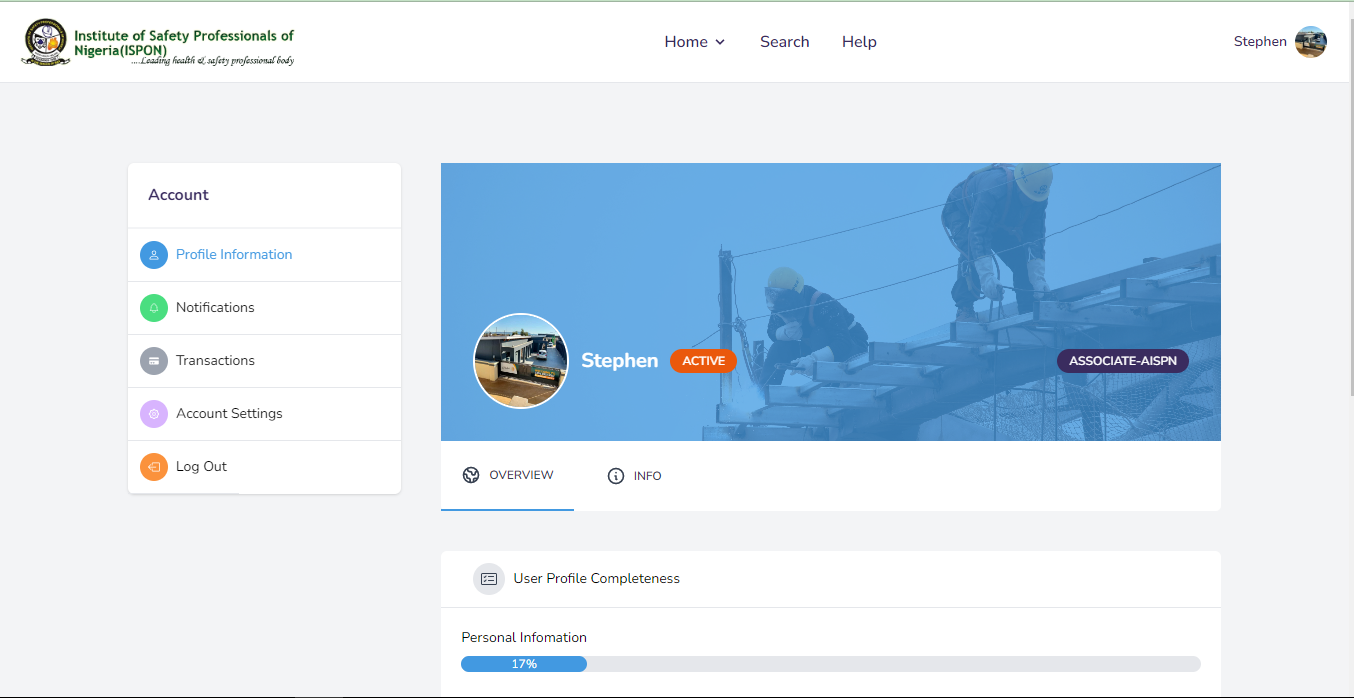 Institute of Safety Professionals of
Nigeria(ISPON)
....Leading health & safety professional body
Home
Search
Help
Stephen
Account
Profile Information
Notifications
Transactions
Account Settings
Log Out
Stephen
ACTIVE
ASSOCIATE-AISPN
OVERVIEW
INFO
User Profile Completeness
Personal Infomation
17%